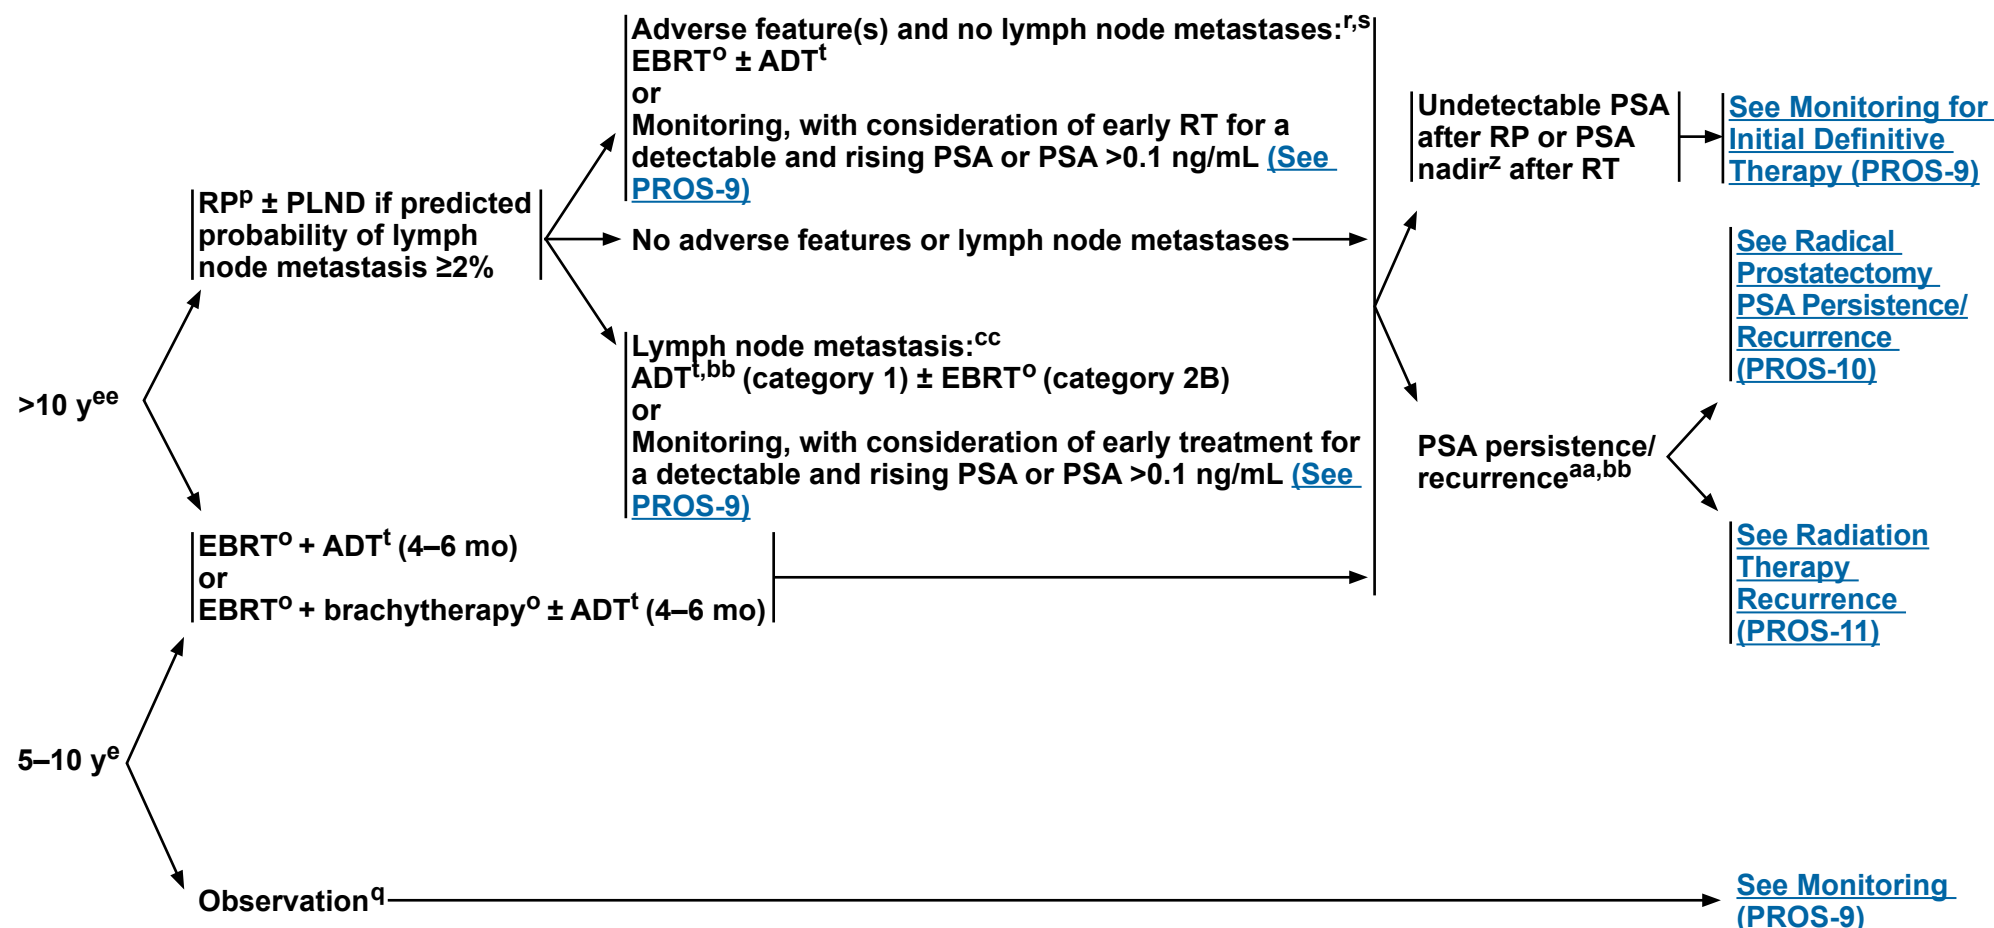 >10 yee
5–10 ye
RPp ± PLND if predicted
probability of lymph
node metastasis ≥2%
EBRTo + ADTt (4–6 mo)
or
EBRTo + brachytherapyo ± ADTt (4–6 mo)
Observationq
Adverse feature(s) and no lymph node metastases:r,s
EBRTo ± ADTt
or
Monitoring, with consideration of early RT for a
detectable and rising PSA or PSA >0.1 ng/mL (See
PROS-9)
No adverse features or lymph node metastases
Lymph node metastasis:cc
ADTt,bb (category 1) ± EBRTo (category 2B)
or
Monitoring, with consideration of early treatment for
a detectable and rising PSA or PSA >0.1 ng/mL (See
PROS-9)
Undetectable PSA
after RP or PSA
nadirz after RT
PSA persistence/
recurrenceaa,bb
See Monitoring for
Initial Definitive
Therapy (PROS-9)
See Radical
Prostatectomy
PSA Persistence/
Recurrence
(PROS-10)
See Radiation
Therapy
Recurrence
(PROS-11)
See Monitoring
(PROS-9)